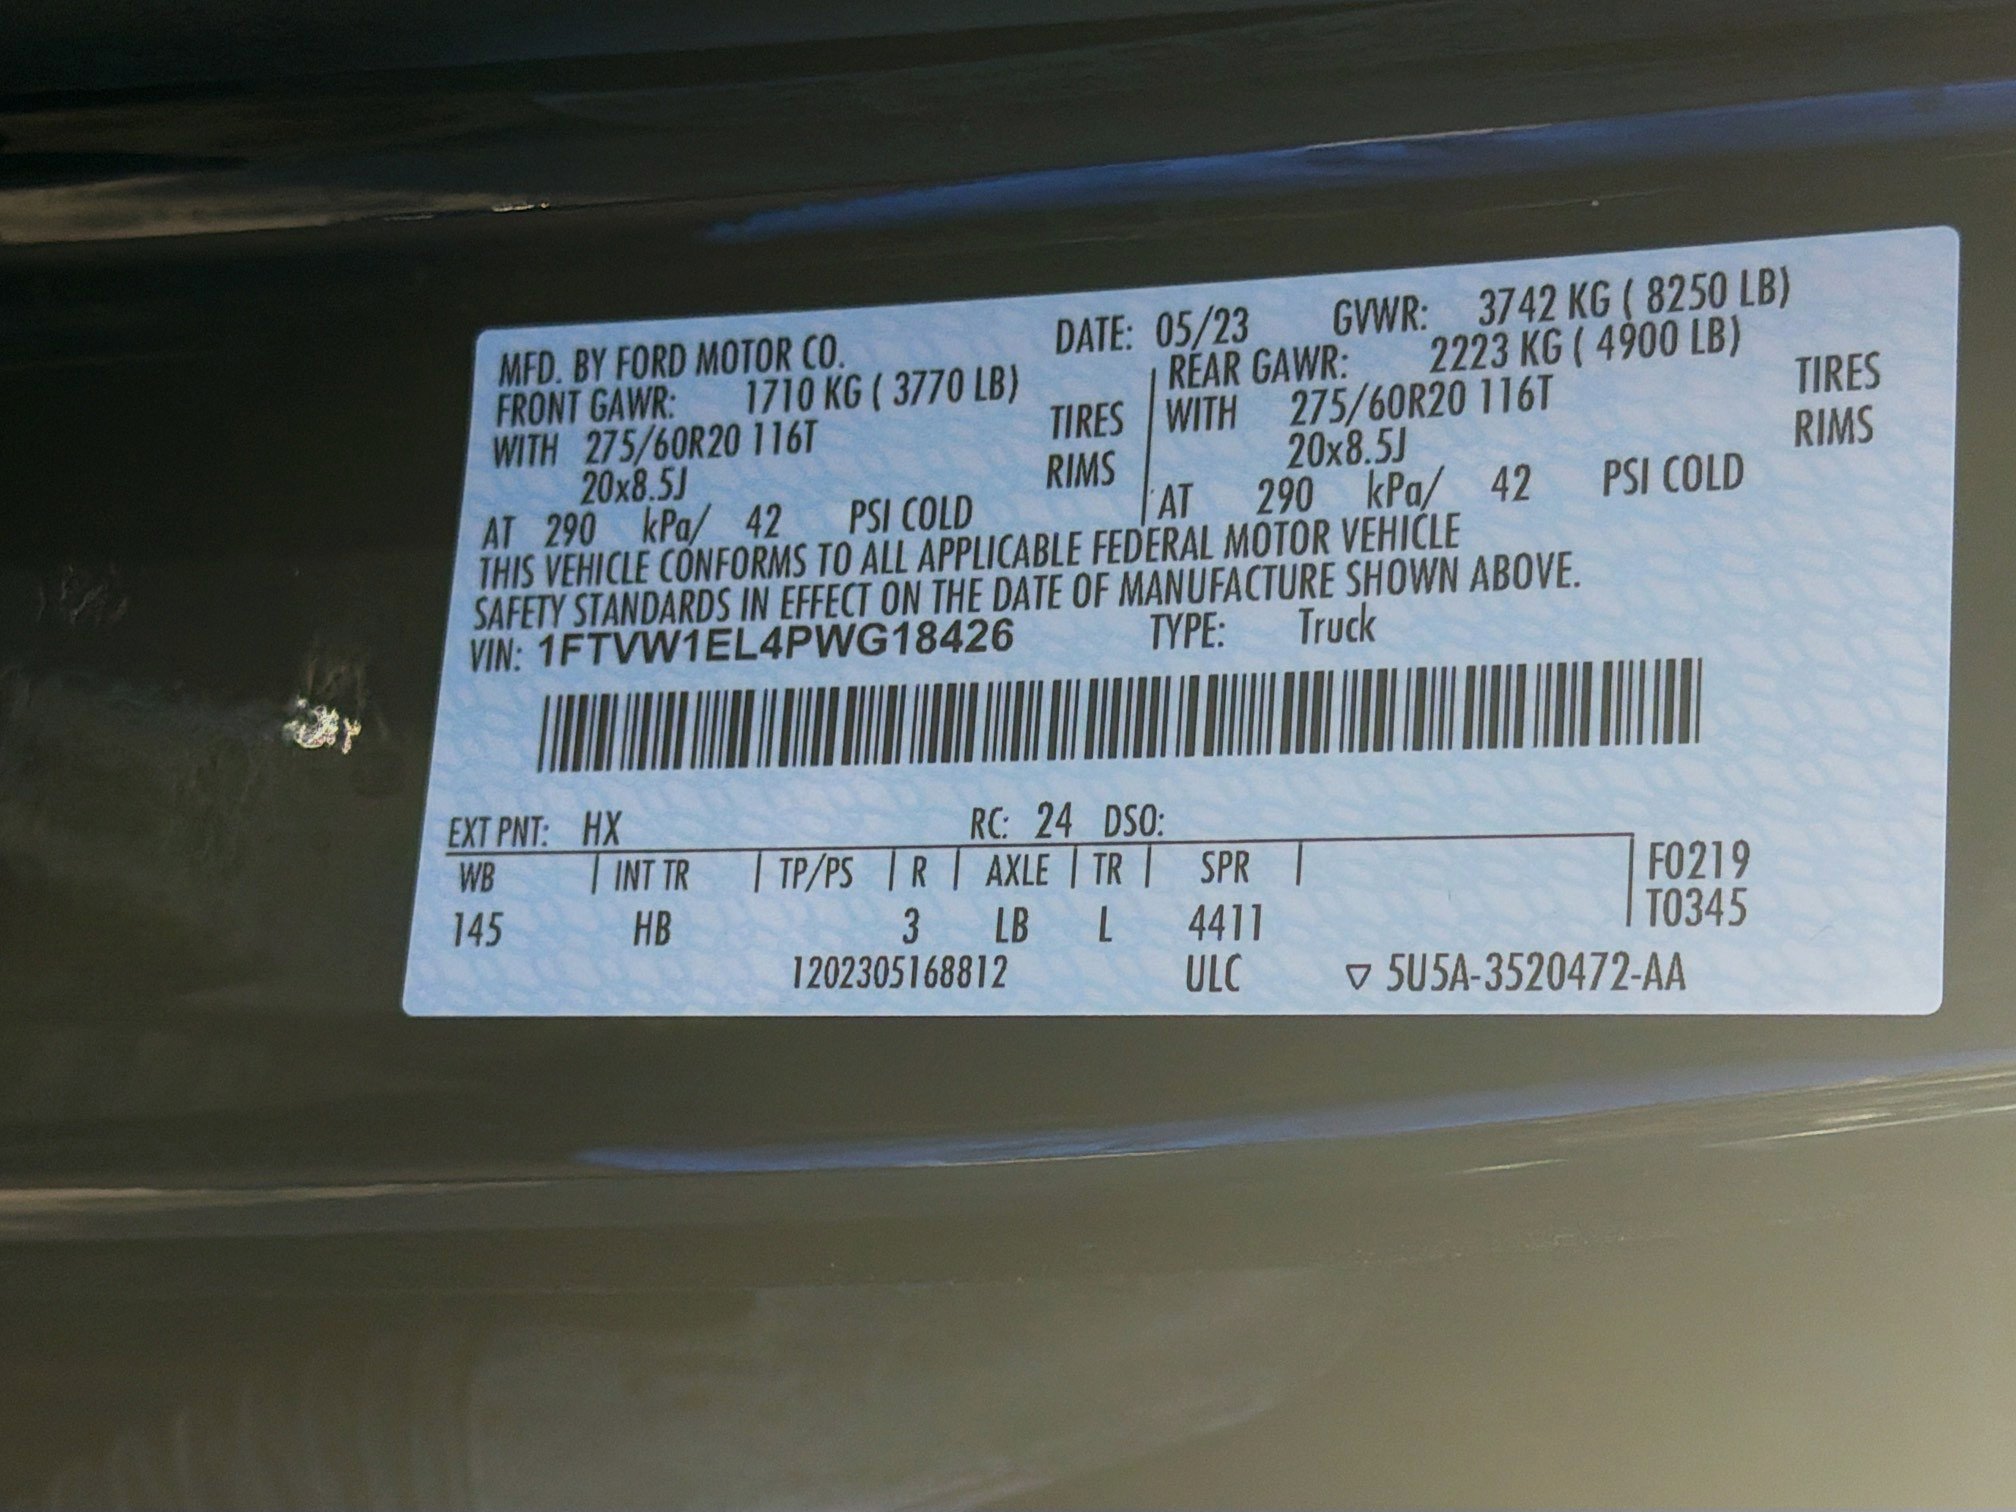 MFD. BY FORD MOTOR CO. DATE: 05/23 GVWR: 3742 KG ( 8250 LB)
FRONT GAWR: 1710 KG ( 3770 LB) REAR GAWR: 2223 KG ( 4900 LB)
WITH 275/60R20 116T TIRES WITH 275/60R20 116T TIRES
20x8.5J RIMS 20x8.5J RIMS
AT 290 kPa/ 42 PSI COLD AT 290 kPa/ 42 PSI COLD
THIS VEHICLE CONFORMS TO ALL APPLICABLE FEDERAL MOTOR VEHICLE
SAFETY STANDARDS IN EFFECT ON THE DATE OF MANUFACTURE SHOWN ABOVE.
VIN: 1FTVW1EL4PWG18426 TYPE: Truck
EXT PNT: HX RC: 24 DSO:
WB INT TR TP/PS R AXLE TR SPR F0219
145 HB 3 LB L 4411 T0345
1202305168812 ULC ▽ 5U5A-3520472-AA